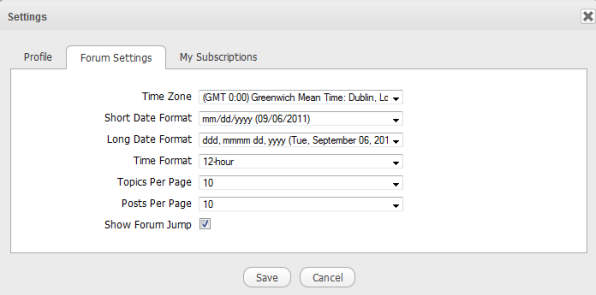 Settings
Profile Forum Settings My Subscriptions
Time Zone (GMT 0:00) Greenwich Mean Time: Dublin, Lc
Short Date Format mm/dd/yyyy (09/06/2011)
Long Date Format ddd, mmmm dd, yyyy (Tue, September 06, 201
Time Format 12-hour
Topics Per Page 10
Posts Per Page 10
Show Forum Jump
Save Cancel